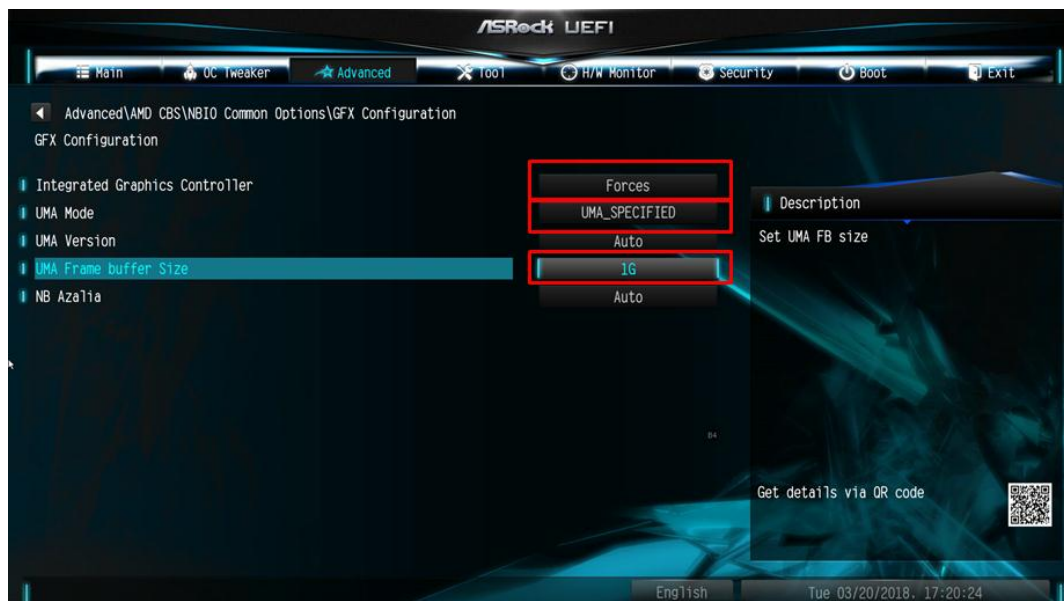 ASRock UEFI
Main OC Tweaker Advanced Tool H/W Monitor Security Boot Exit
Advanced\AMD CBS\NBIO Common Options\GFX Configuration
GFX Configuration
Integrated Graphics Controller Forces
UMA Mode UMA_SPECIFIED
UMA Version Auto
UMA Frame buffer Size 1G
NB Azalia Auto
Description
Set UMA FB size
B4
Get details via QR code
English Tue 03/20/2018. 17:20:24